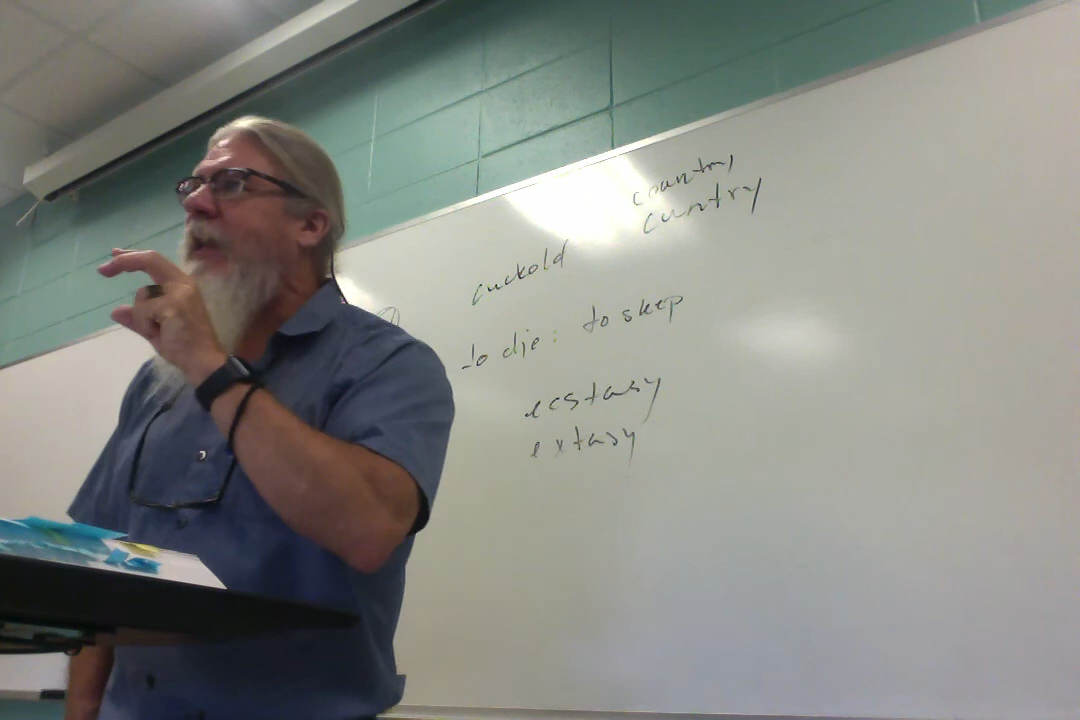 country
cuntry
cuckold
to die: to sleep
ecstasy
extasy